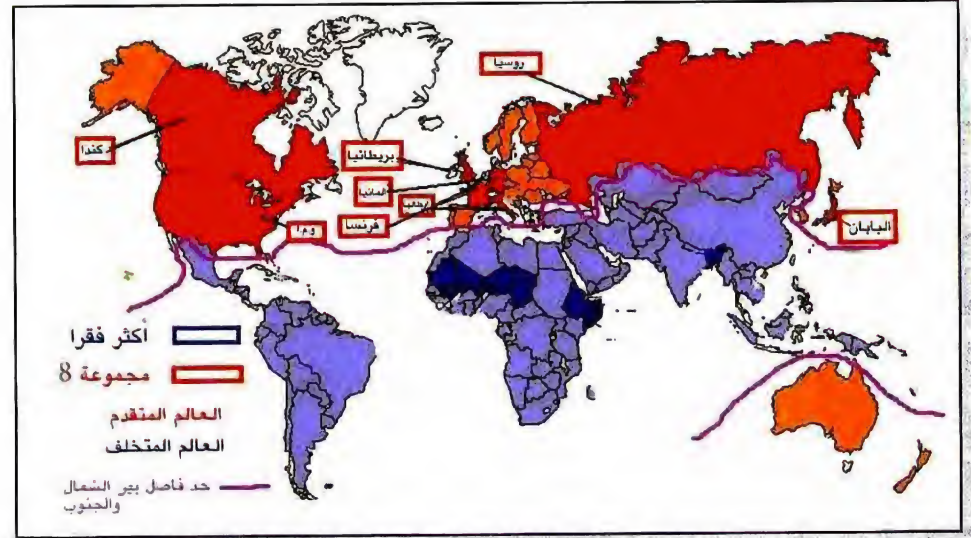 روسيا
كندا
بريطانيا
المانيا
إيطاليا
فرنسا
و.م.أ
اليابان
أكثر فقرا
مجموعة 8
العالم المتقدم
العالم المتخلف
حد فاصل بين الشمال
والجنوب